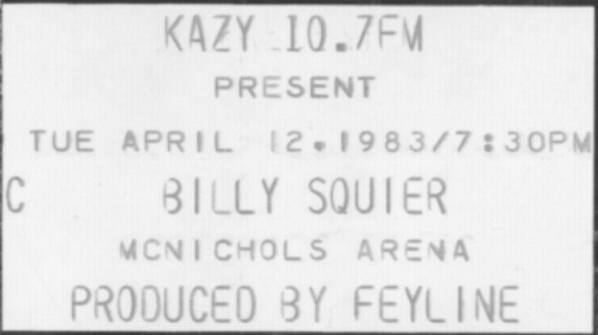 KAZY 10.7FM
PRESENT
TUE APRIL 12.1983/7:30PM
C BILLY SQUIER
MCNICHOLS ARENA
PRODUCED BY FEYLINE